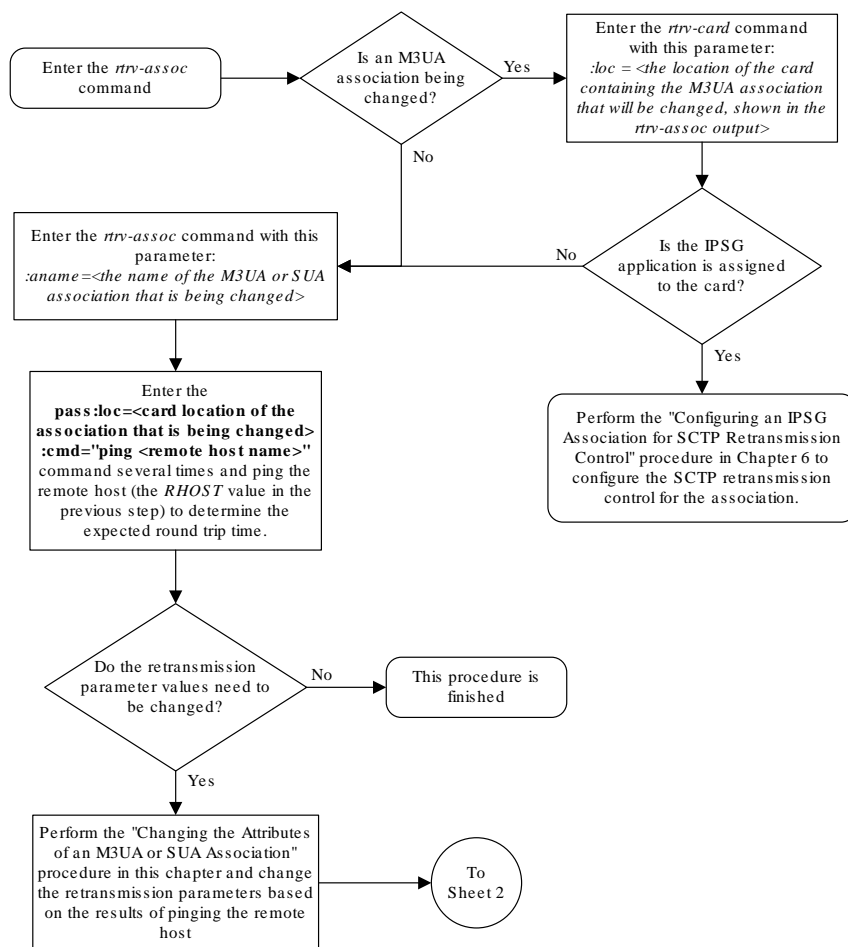 Enter the rtrv-assoc
command
Is an M3UA
association being
changed?
Yes
Enter the rtrv-card command
with this parameter:
:loc = <the location of the card
containing the M3UA association
that will be changed, shown in the
rtrv-assoc output>
No
Enter the rtrv-assoc command with this
parameter:
:aname=<the name of the M3UA or SUA
association that is being changed>
No
Is the IPSG
application is assigned
to the card?
Yes
Enter the
pass:loc=<card location of the
association that is being changed>
:cmd="ping <remote host name>"
command several times and ping the
remote host (the RHOST value in the
previous step) to determine the
expected round trip time.
Perform the "Configuring an IPSG
Association for SCTP Retransmission
Control" procedure in Chapter 6 to
configure the SCTP retransmission
control for the association.
Do the retransmission
parameter values need to
be changed?
No
This procedure is
finished
Yes
Perform the "Changing the Attributes
of an M3UA or SUA Association"
procedure in this chapter and change
the retransmission parameters based
on the results of pinging the remote
host
To
Sheet 2